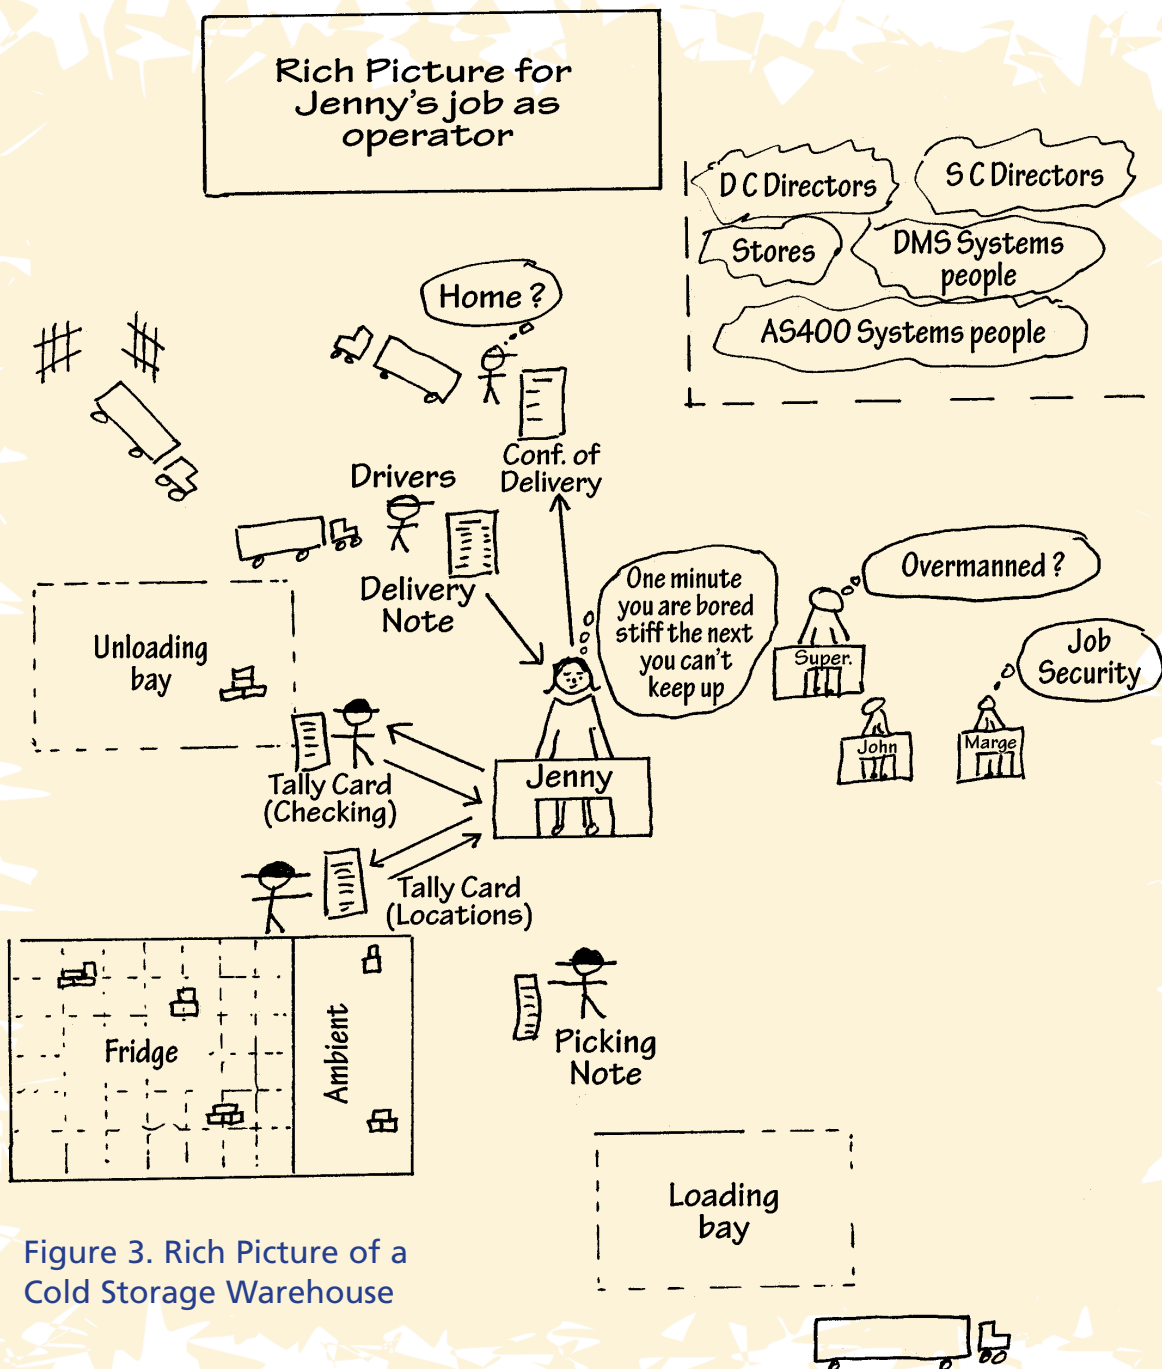 Rich Picture for
Jenny's job as
operator
D C Directors
S C Directors
Stores
DMS Systems
people
AS400 Systems people
Home ?
Conf. of
Delivery
Drivers
Delivery
Note
One minute
you are bored
stiff the next
you can't
keep up
Overmanned ?
Super.
Job
Security
John
Marge
Unloading
bay
Jenny
Tally Card
(Checking)
Tally Card
(Locations)
Fridge
Ambient
Picking
Note
Loading
bay
Figure 3. Rich Picture of a
Cold Storage Warehouse